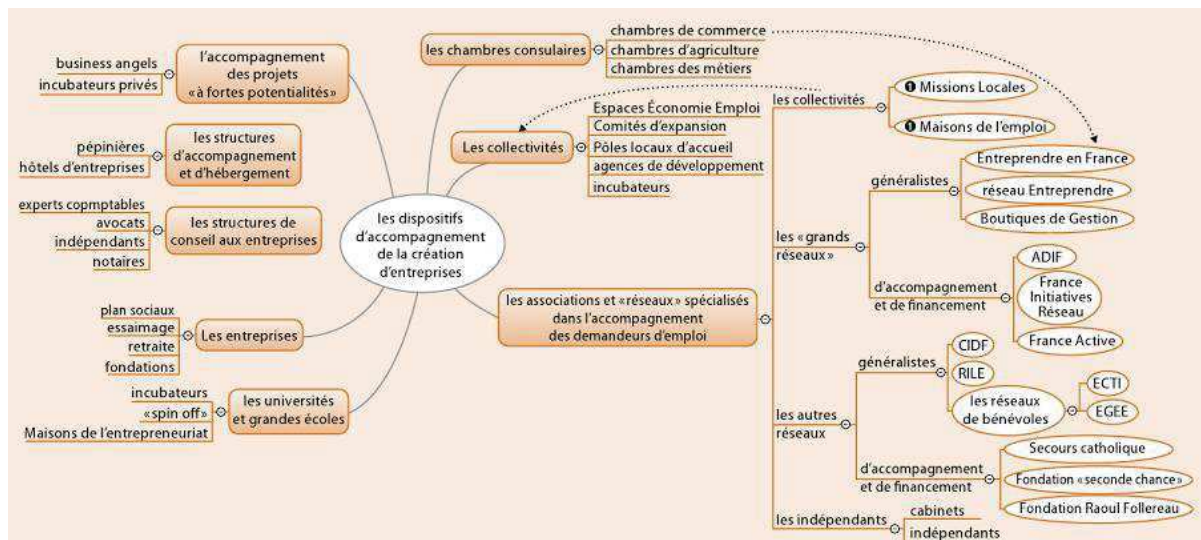 les dispositifs
d'accompagnement
de la création
d'entreprises
l'accompagnement
des projets
« à fortes potentialités »
business angels
incubateurs privés
les structures
d'accompagnement
et d'hébergement
pépinières
hôtels d'entreprises
les structures de
conseil aux entreprises
experts copmptables
avocats
indépendants
notaires
Les entreprises
plan sociaux
essaimage
retraite
fondations
les universités
et grandes écoles
incubateurs
« spin off »
Maisons de l'entrepreneuriat
les chambres consulaires
chambres de commerce
chambres d'agriculture
chambres des métiers
Les collectivités
Espaces Économie Emploi
Comités d'expansion
Pôles locaux d'accueil
agences de développement
incubateurs
les associations et « réseaux » spécialisés
dans l'accompagnement
des demandeurs d'emploi
les collectivités
❶ Missions Locales
❶ Maisons de l'emploi
les « grands
réseaux »
généralistes
Entreprendre en France
réseau Entreprendre
Boutiques de Gestion
d'accompagnement
et de financement
ADIF
France
Initiatives
Réseau
France Active
les autres
réseaux
généralistes
CIDF
RILE
les réseaux
de bénévoles
ECTI
EGEE
d'accompagnement
et de financement
Secours catholique
Fondation « seconde chance »
Fondation Raoul Follereau
les indépendants
cabinets
indépendants